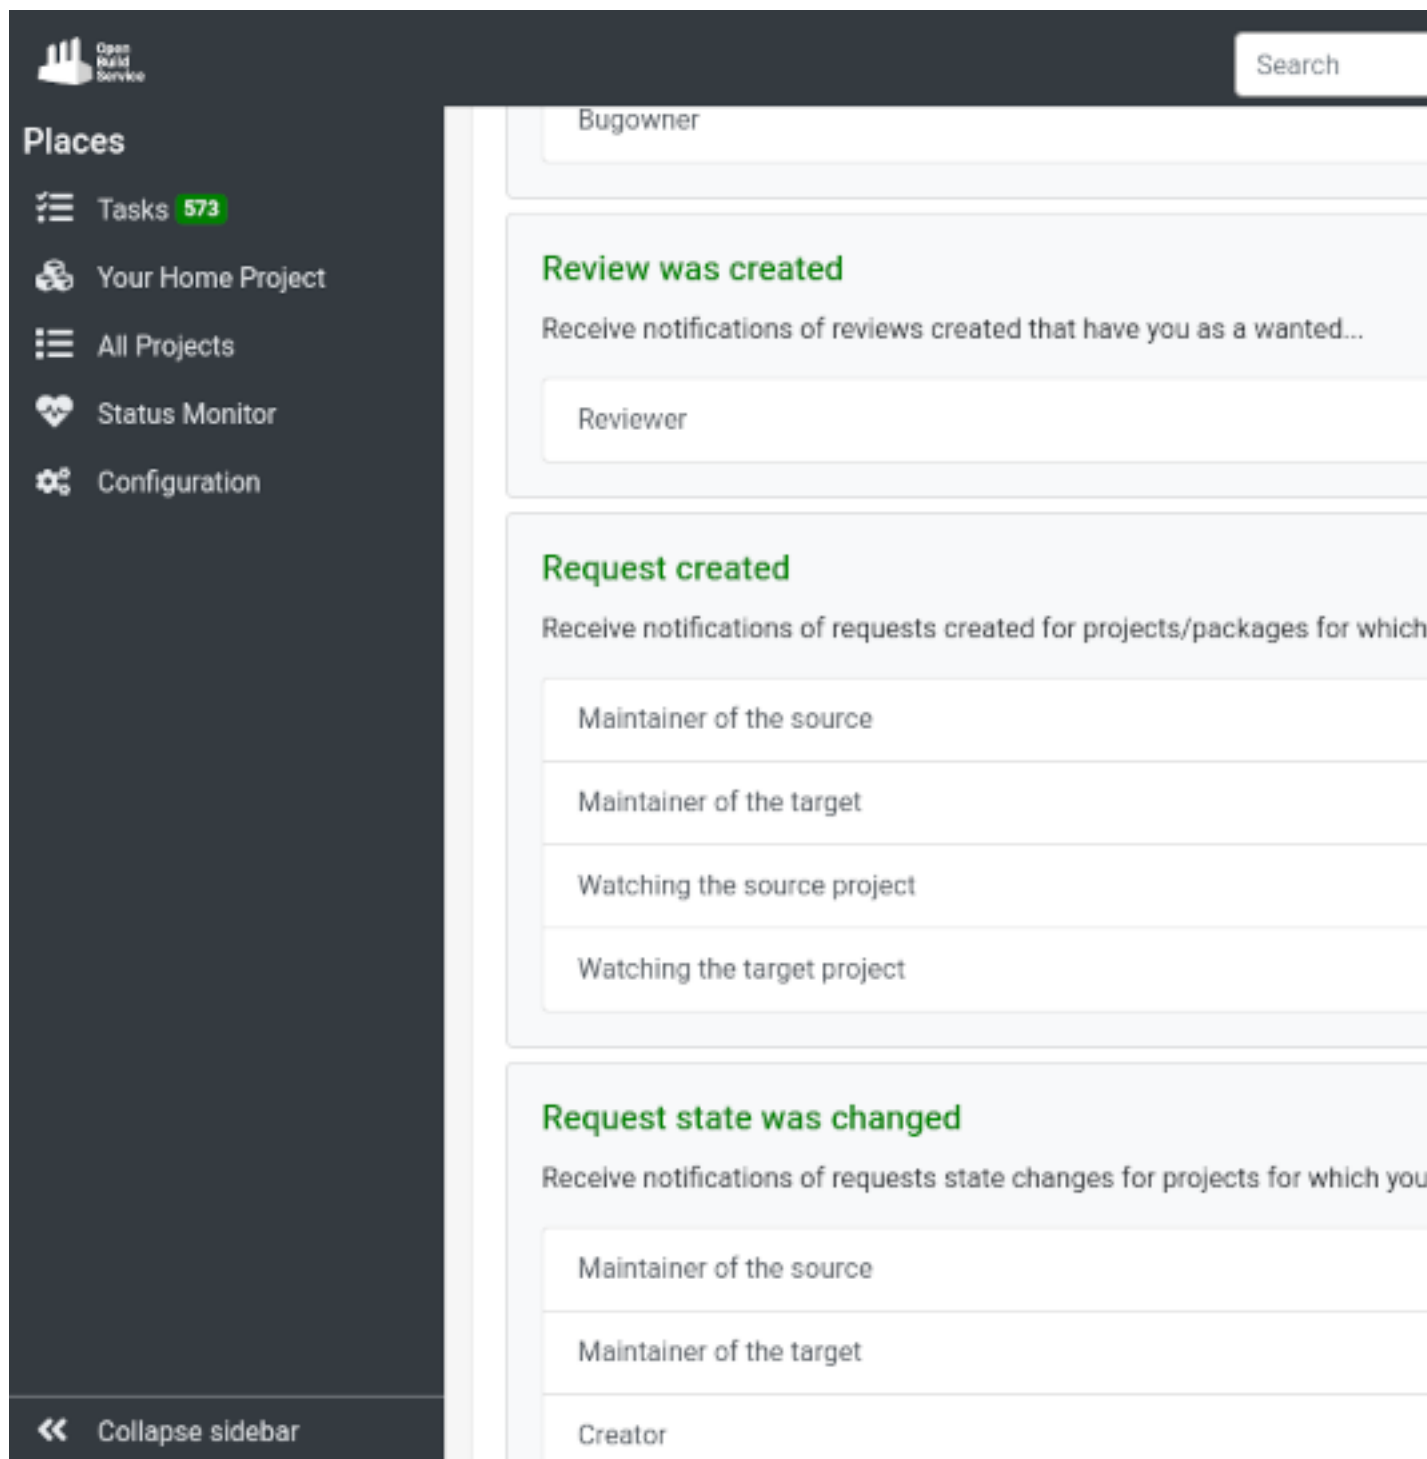 Open
Build
Service
Search
Places
Tasks 573
Your Home Project
All Projects
Status Monitor
Configuration
Collapse sidebar
Bugowner
Review was created
Receive notifications of reviews created that have you as a wanted...
Reviewer
Request created
Receive notifications of requests created for projects/packages for which
Maintainer of the source
Maintainer of the target
Watching the source project
Watching the target project
Request state was changed
Receive notifications of requests state changes for projects for which you
Maintainer of the source
Maintainer of the target
Creator